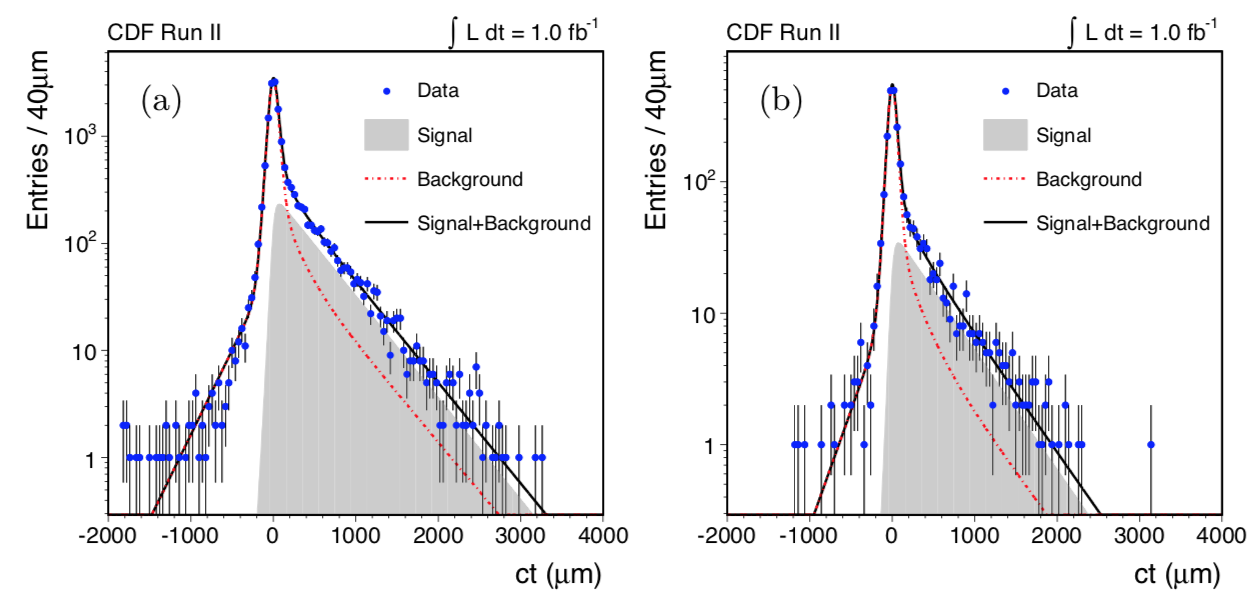 CDF Run II ∫ L dt = 1.0 fb⁻¹
(a)
Data
Signal
Background
Signal+Background
Entries / 40μm
10³
10²
10
1
-2000 -1000 0 1000 2000 3000 4000
ct (μm)
CDF Run II ∫ L dt = 1.0 fb⁻¹
(b)
Data
Signal
Background
Signal+Background
Entries / 40μm
10²
10
1
-2000 -1000 0 1000 2000 3000 4000
ct (μm)